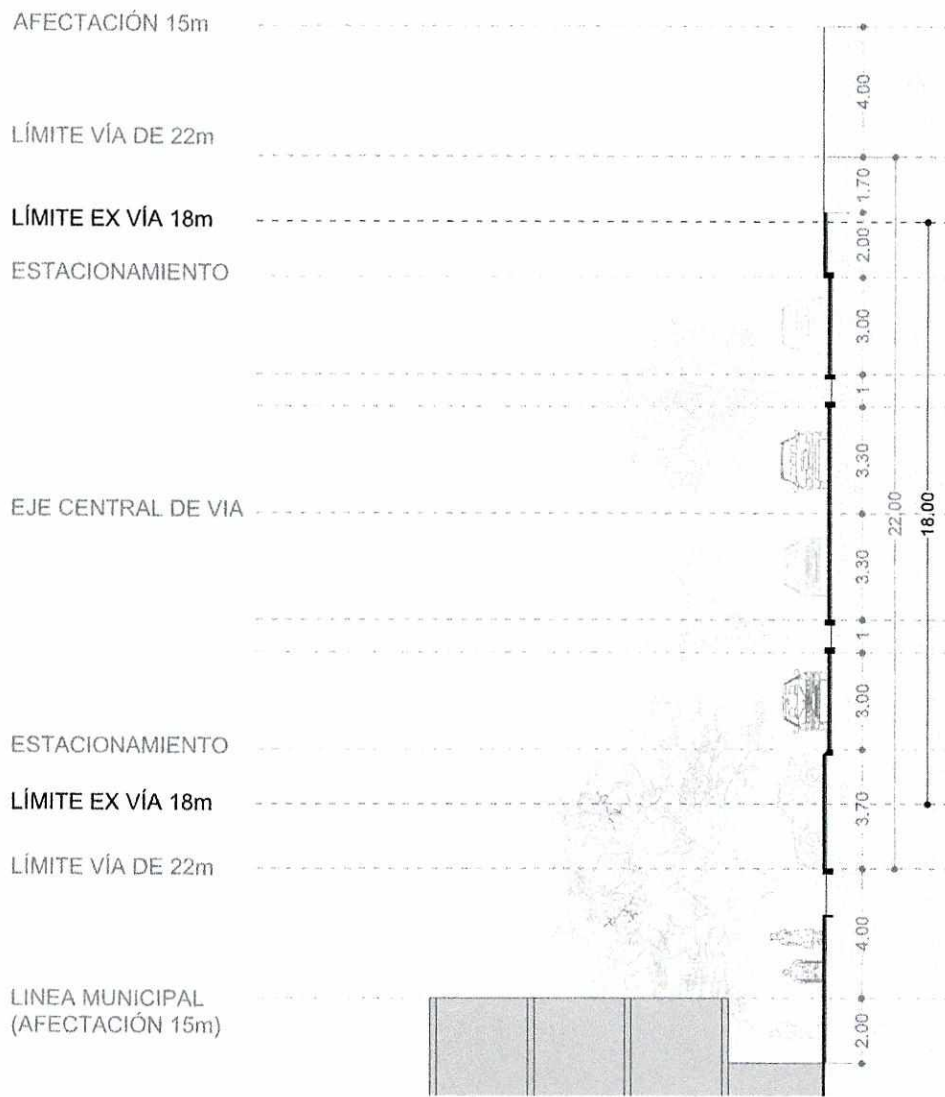 AFECTACIÓN 15m
LÍMITE VÍA DE 22m
LÍMITE EX VÍA 18m
ESTACIONAMIENTO
EJE CENTRAL DE VIA
ESTACIONAMIENTO
LÍMITE EX VÍA 18m
LÍMITE VÍA DE 22m
LINEA MUNICIPAL
(AFECTACIÓN 15m)
4.00
1.70
2.00
3.00
1
3.30
3.30
1
3.00
3.70
4.00
2.00
22.00
18.00